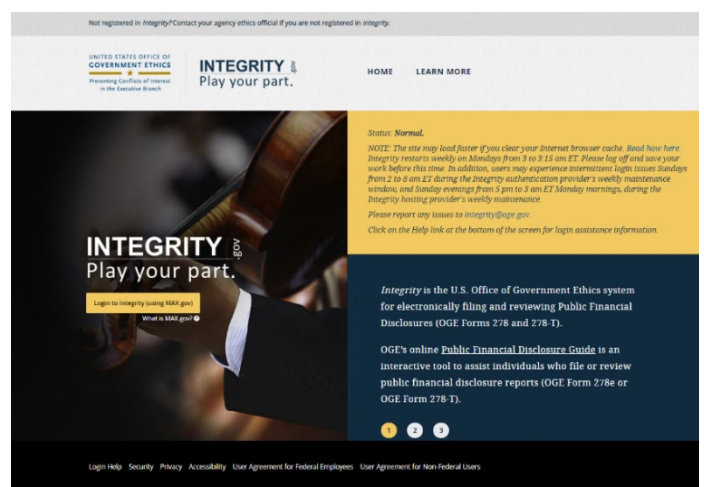 Not registered in Integrity? Contact your agency ethics official if you are not registered in Integrity.
UNITED STATES OFFICE OF
GOVERNMENT ETHICS
Preventing Conflicts of Interest
in the Executive Branch
INTEGRITY .gov
Play your part.
HOME LEARN MORE
Status: Normal.
NOTE: The site may load faster if you clear your Internet browser cache. Read how here.
Integrity restarts weekly on Mondays from 3 to 3:15 am ET. Please log off and save your
work before this time. In addition, users may experience intermittent login issues Sundays
from 2 to 8 am ET during the Integrity authentication provider's weekly maintenance
window, and Sunday evenings from 5 pm to 3 am ET Monday mornings, during the
Integrity hosting provider's weekly maintenance.
Please report any issues to integrity@oge.gov.
Click on the Help link at the bottom of the screen for login assistance information.
INTEGRITY .gov
Play your part.
Login to Integrity (using MAX.gov)
What is MAX.gov?
Integrity is the U.S. Office of Government Ethics system
for electronically filing and reviewing Public Financial
Disclosures (OGE Forms 278 and 278-T).
OGE's online Public Financial Disclosure Guide is an
interactive tool to assist individuals who file or review
public financial disclosure reports (OGE Form 278e or
OGE Form 278-T).
1 2 3
Login Help Security Privacy Accessibility User Agreement for Federal Employees User Agreement for Non-Federal Users